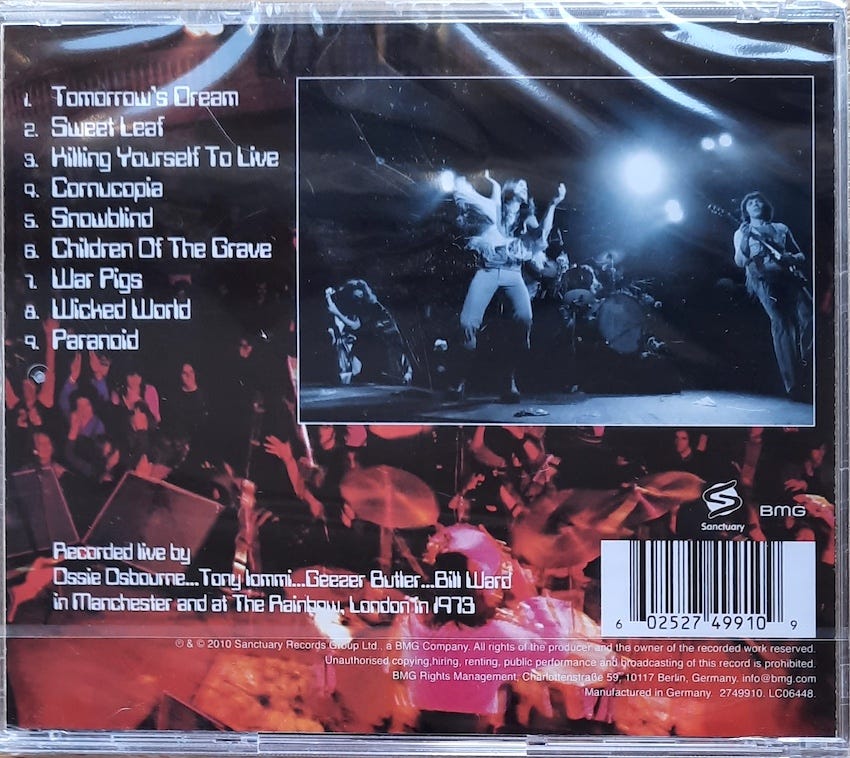 1. Tomorrow's Dream
2. Sweet Leaf
3. Killing Yourself To Live
4. Cornucopia
5. Snowblind
6. Children Of The Grave
7. War Pigs
8. Wicked World
9. Paranoid
Sanctuary
BMG
Recorded live by
Ossie Osbourne...Tony Iommi...Geezer Butler...Bill Ward
in Manchester and at The Rainbow, London in 1973
6 02527 49910 9
℗ & © 2010 Sanctuary Records Group Ltd., a BMG Company. All rights of the producer and the owner of the recorded work reserved.
Unauthorised copying,hiring, renting, public performance and broadcasting of this record is prohibited.
BMG Rights Management, Charlottenstraße 59, 10117 Berlin, Germany. info@bmg.com
Manufactured in Germany. 2749910. LC06448.